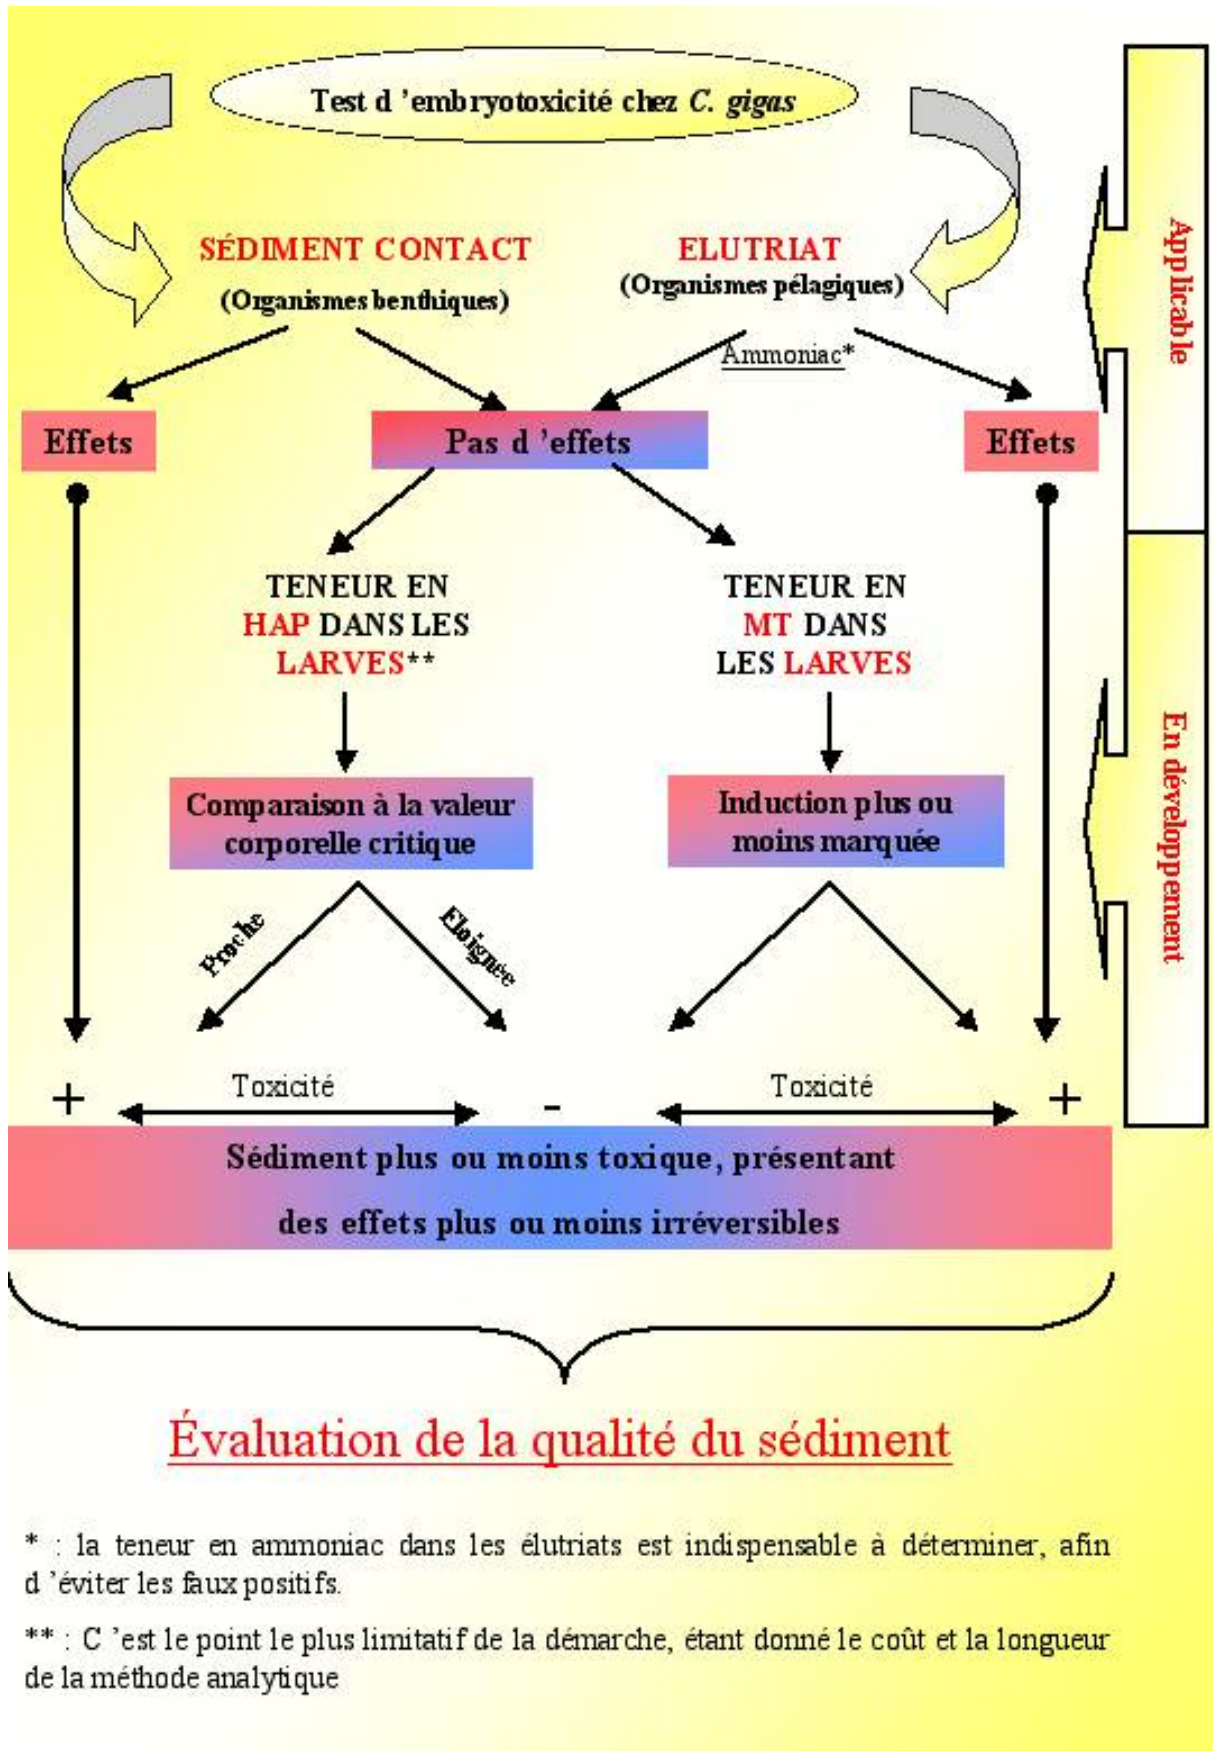 Test d ’embryotoxicité chez C. gigas
SÉDIMENT CONTACT
(Organismes benthiques)
ELUTRIAT
(Organismes pélagiques)
Ammoniac*
Applicable
Effets
Pas d ’effets
Effets
TENEUR EN
HAP DANS LES
LARVES**
TENEUR EN
MT DANS
LES LARVES
En développement
Comparaison à la valeur
corporelle critique
Induction plus ou
moins marquée
Proche
Eloignée
+
Toxicité
-
Toxicité
+
Sédiment plus ou moins toxique, présentant
des effets plus ou moins irréversibles
Évaluation de la qualité du sédiment
* : la teneur en ammoniac dans les élutriats est indispensable à déterminer, afin
d ’éviter les faux positifs.
** : C ’est le point le plus limitatif de la démarche, étant donné le coût et la longueur
de la méthode analytique